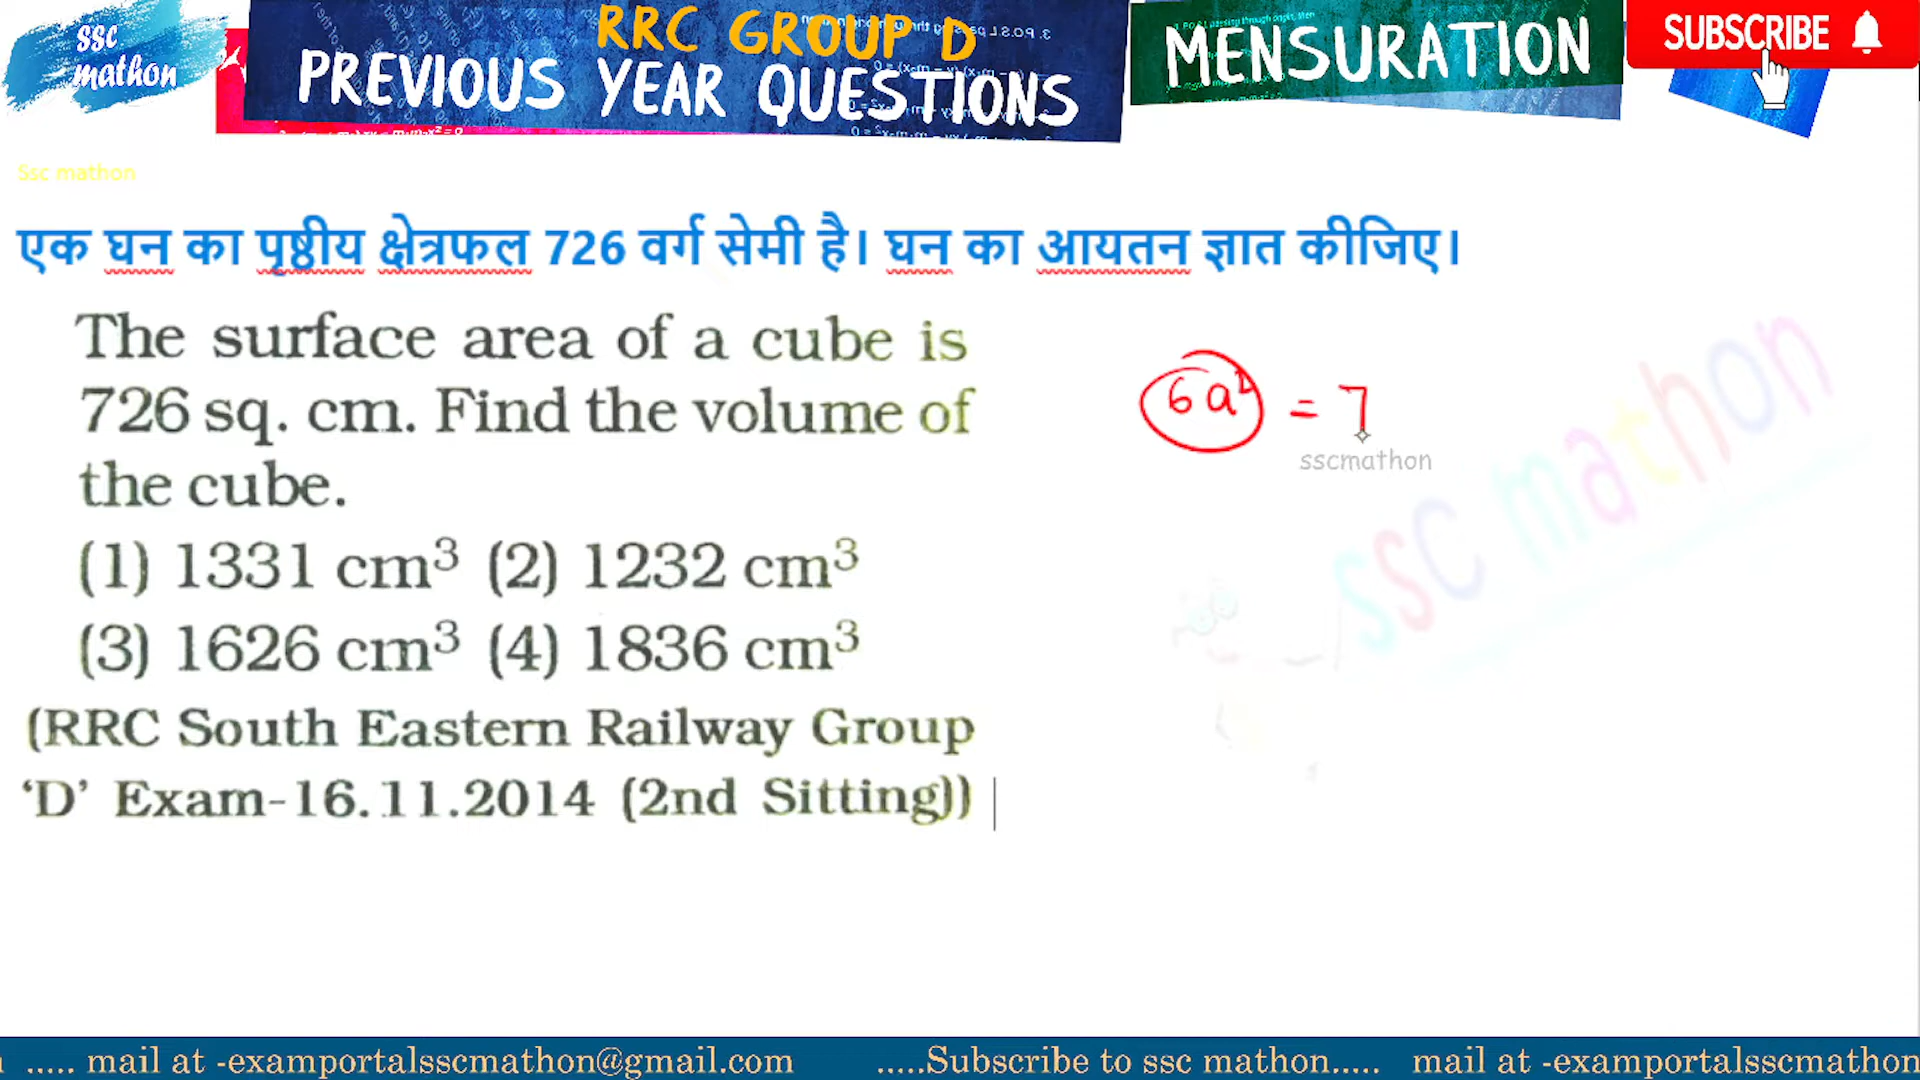 ssc
mathon
RRC GROUP D
PREVIOUS YEAR QUESTIONS
MENSURATION
SUBSCRIBE
Ssc mathon
एक घन का पृष्ठीय क्षेत्रफल 726 वर्ग सेमी है। घन का आयतन ज्ञात कीजिए।
The surface area of a cube is
726 sq. cm. Find the volume of
the cube.
(1) 1331 cm³ (2) 1232 cm³
(3) 1626 cm³ (4) 1836 cm³
(RRC South Eastern Railway Group
‘D’ Exam-16.11.2014 (2nd Sitting))
6a² = 7
sscmathon
ssc mathon
..... mail at -examportalsscmathon@gmail.com .....Subscribe to ssc mathon..... mail at -examportalsscmathon